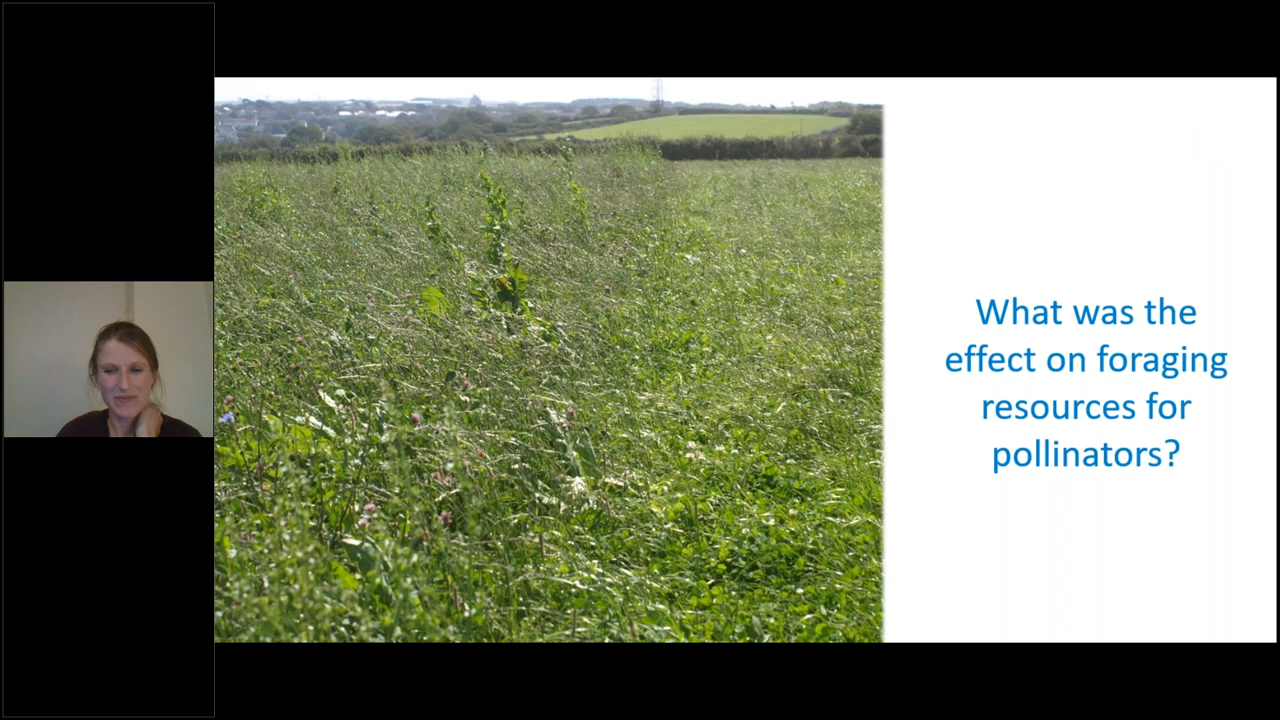 What was the
effect on foraging
resources for
pollinators?